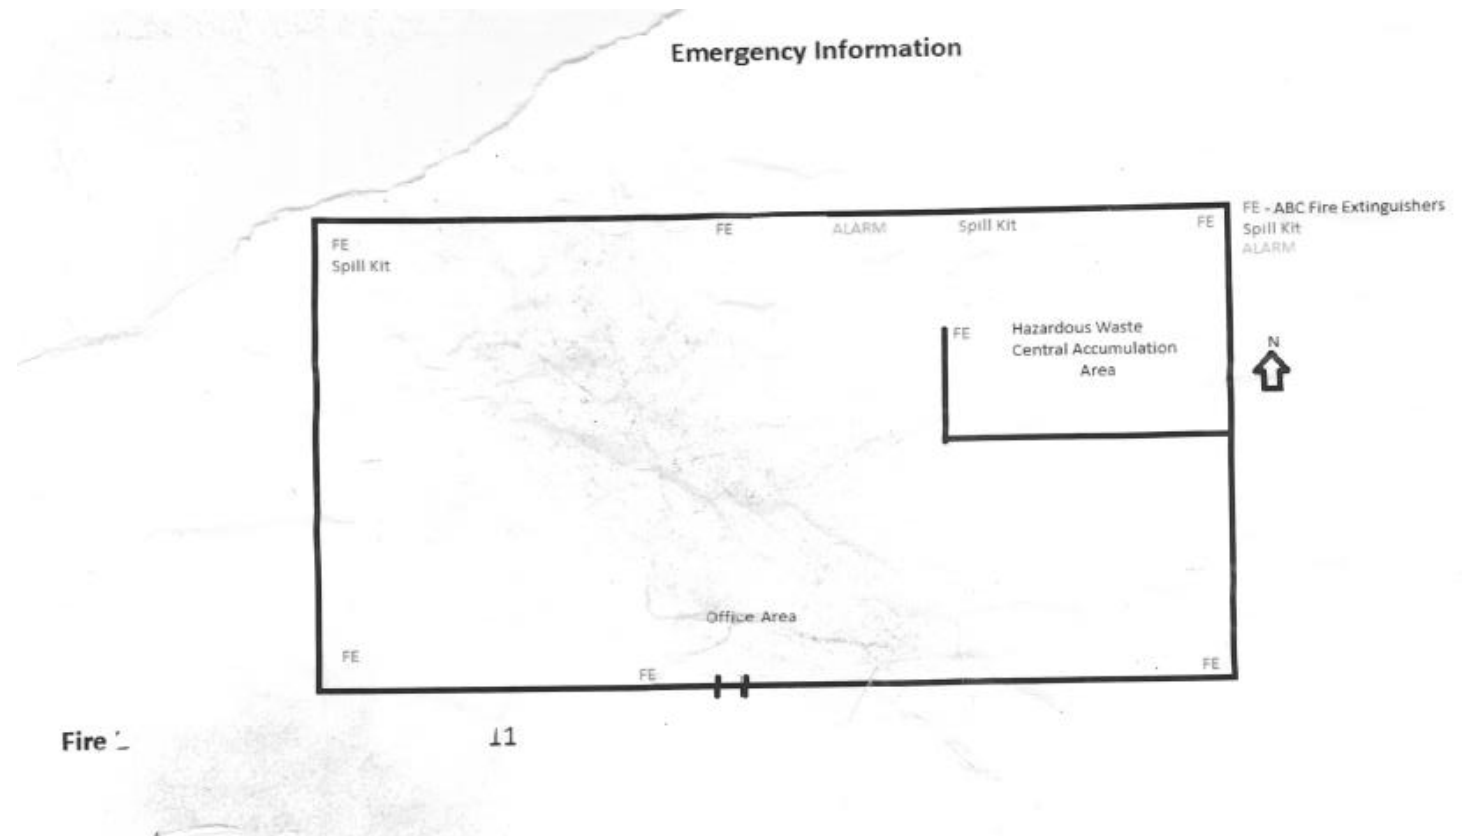 Emergency Information
FE - ABC Fire Extinguishers
Spill Kit
ALARM
FE
Spill Kit
FE
ALARM
Spill Kit
FE
FE
Hazardous Waste
Central Accumulation
Area
N
Office Area
FE
FE
FE
Fire
11